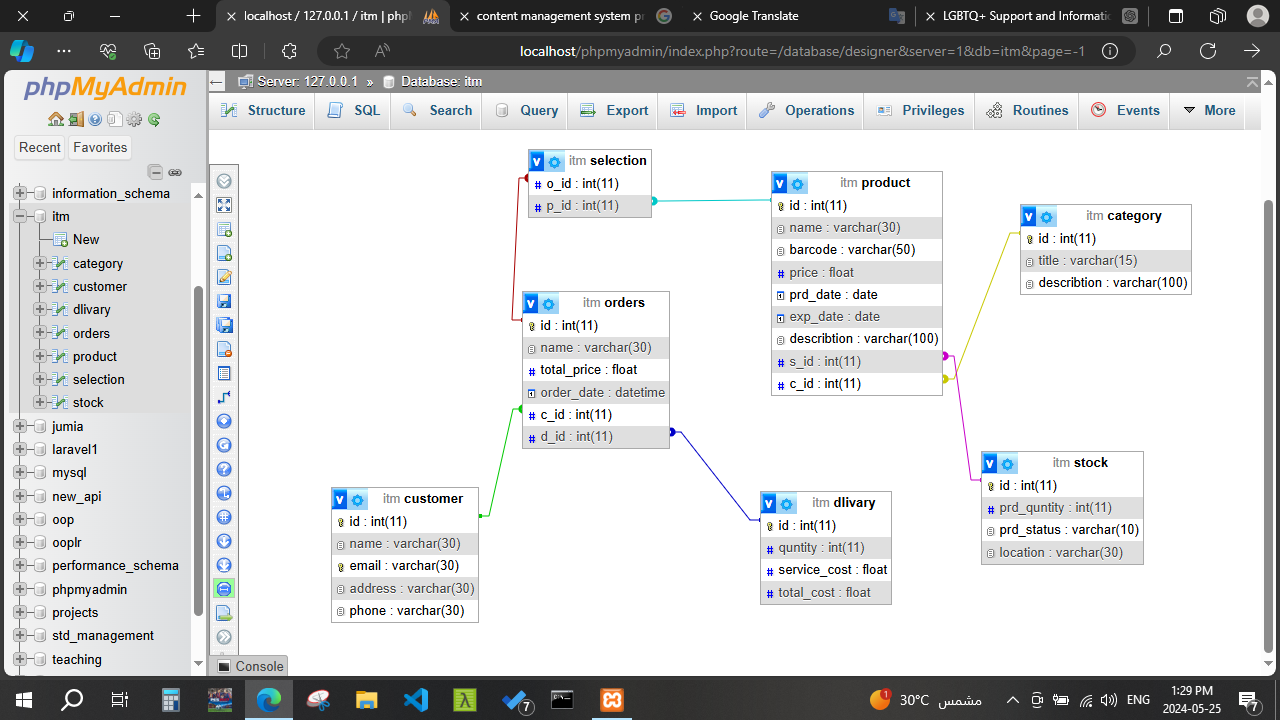 localhost / 127.0.0.1 / itm | phpM
content management system pr
Google Translate
LGBTQ+ Support and Informatio
localhost/phpmyadmin/index.php?route=/database/designer&server=1&db=itm&page=-1
phpMyAdmin
Recent
Favorites
information_schema
itm
New
category
customer
dlivary
orders
product
selection
stock
jumia
laravel1
mysql
new_api
oop
ooplr
performance_schema
phpmyadmin
projects
std_management
teaching
Server: 127.0.0.1 » Database: itm
Structure
SQL
Search
Query
Export
Import
Operations
Privileges
Routines
Events
More
itm selection
o_id : int(11)
p_id : int(11)
itm product
id : int(11)
name : varchar(30)
barcode : varchar(50)
price : float
prd_date : date
exp_date : date
describtion : varchar(100)
s_id : int(11)
c_id : int(11)
itm category
id : int(11)
title : varchar(15)
describtion : varchar(100)
itm orders
id : int(11)
name : varchar(30)
total_price : float
order_date : datetime
c_id : int(11)
d_id : int(11)
itm stock
id : int(11)
prd_quntity : int(11)
prd_status : varchar(10)
location : varchar(30)
itm customer
id : int(11)
name : varchar(30)
email : varchar(30)
address : varchar(30)
phone : varchar(30)
itm dlivary
id : int(11)
quntity : int(11)
service_cost : float
total_cost : float
Console
7
1
30°C مشمس
ENG
1:29 PM
2024-05-25
7